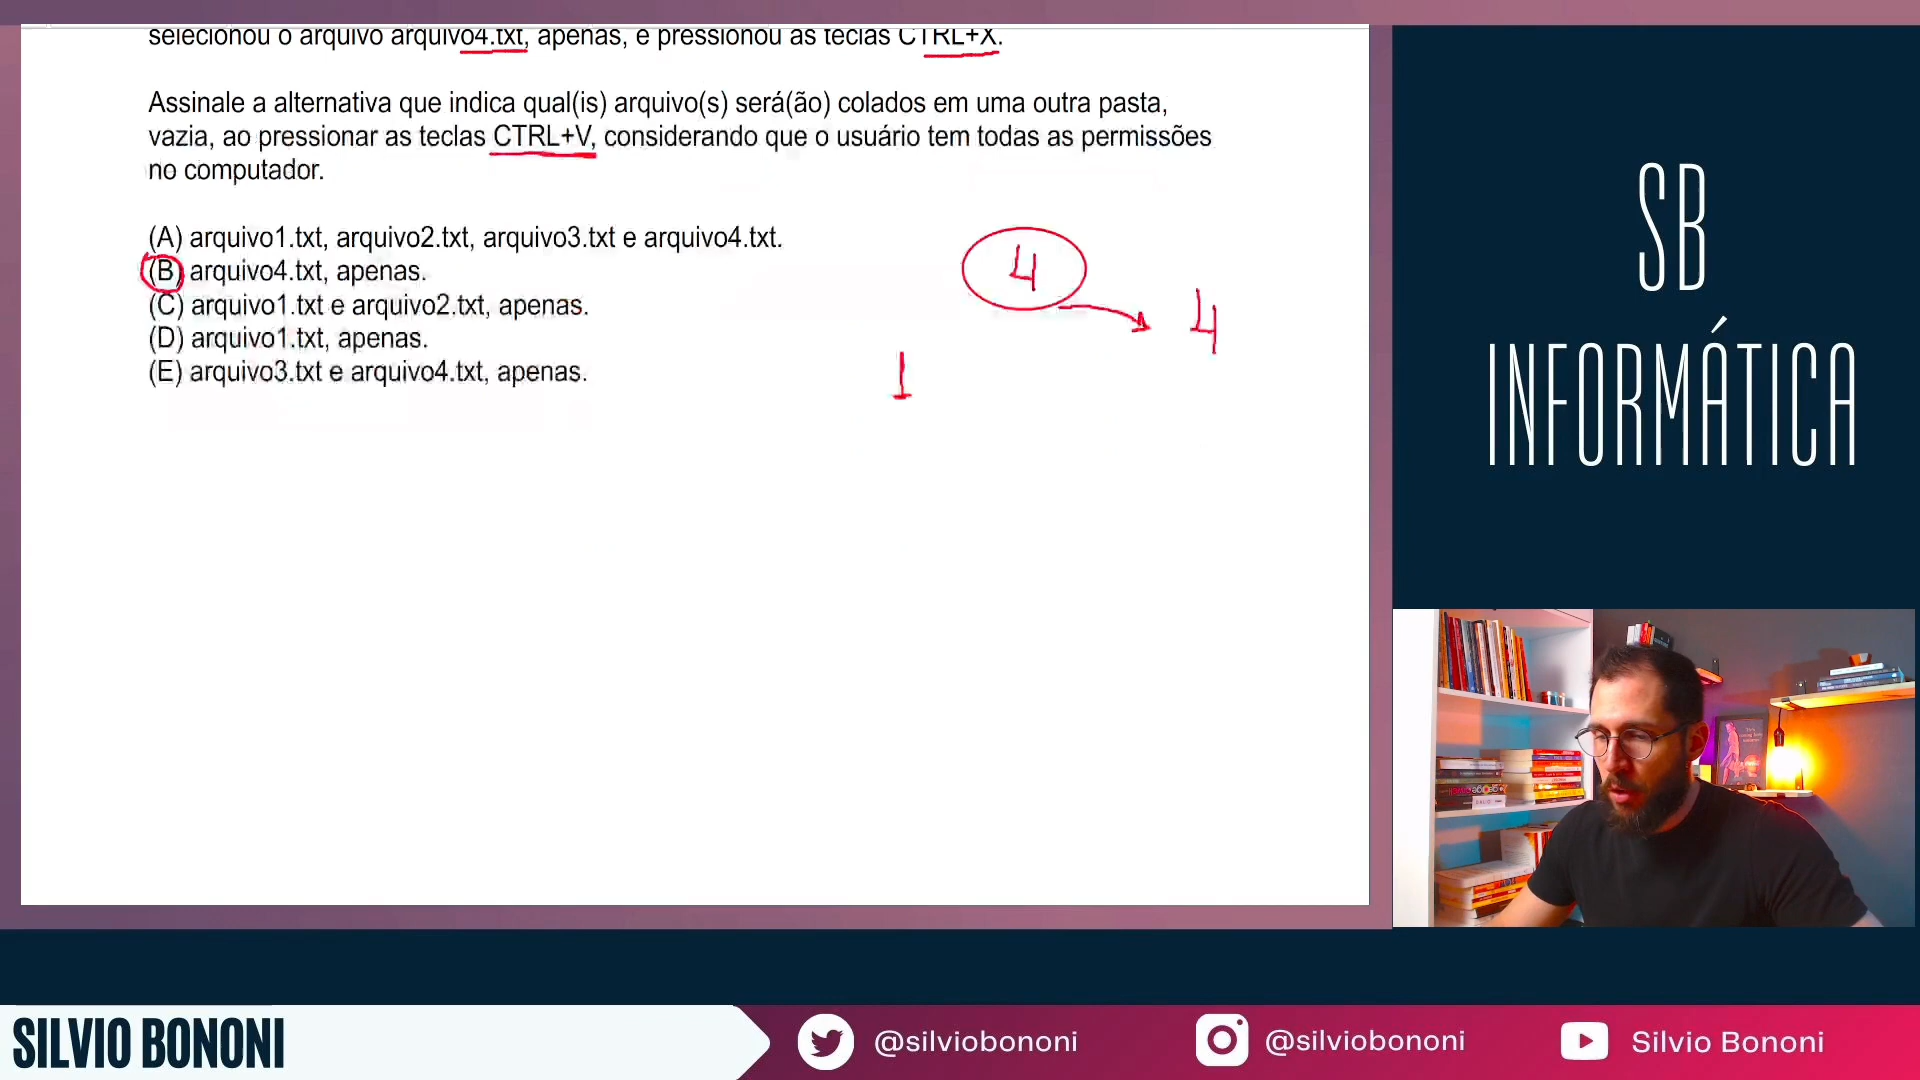 selecionou o arquivo arquivo4.txt, apenas, e pressionou as teclas CTRL+X.
Assinale a alternativa que indica qual(is) arquivo(s) será(ão) colados em uma outra pasta,
vazia, ao pressionar as teclas CTRL+V, considerando que o usuário tem todas as permissões
no computador.
(A) arquivo1.txt, arquivo2.txt, arquivo3.txt e arquivo4.txt.
(B) arquivo4.txt, apenas.
(C) arquivo1.txt e arquivo2.txt, apenas.
(D) arquivo1.txt, apenas.
(E) arquivo3.txt e arquivo4.txt, apenas.
4
4
1
SB
INFORMÁTICA
SILVIO BONONI
@silviobononi
@silviobononi
Silvio Bononi